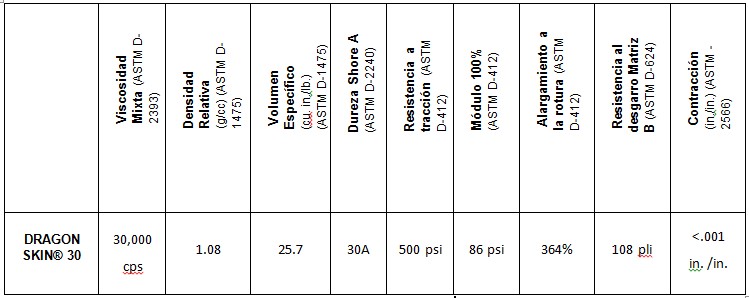 Viscosidad
Mixta (ASTM D-
2393)
Densidad
Relativa
(g/cc) (ASTM D-
1475)
Volumen
Específico
(cu. in./lb.)
(ASTM D-1475)
Dureza Shore A
(ASTM D-2240)
Resistencia a
tracción (ASTM
D-412)
Módulo 100%
(ASTM D-412)
Alargamiento a
la rotura (ASTM
D-412)
Resistencia al
desgarro Matriz
B (ASTM D-624)
Contracción
(in./in.) (ASTM -
2566)
DRAGON
SKIN® 30
30,000
cps
1.08
25.7
30A
500 psi
86 psi
364%
108 pli
<.001
in. /in.